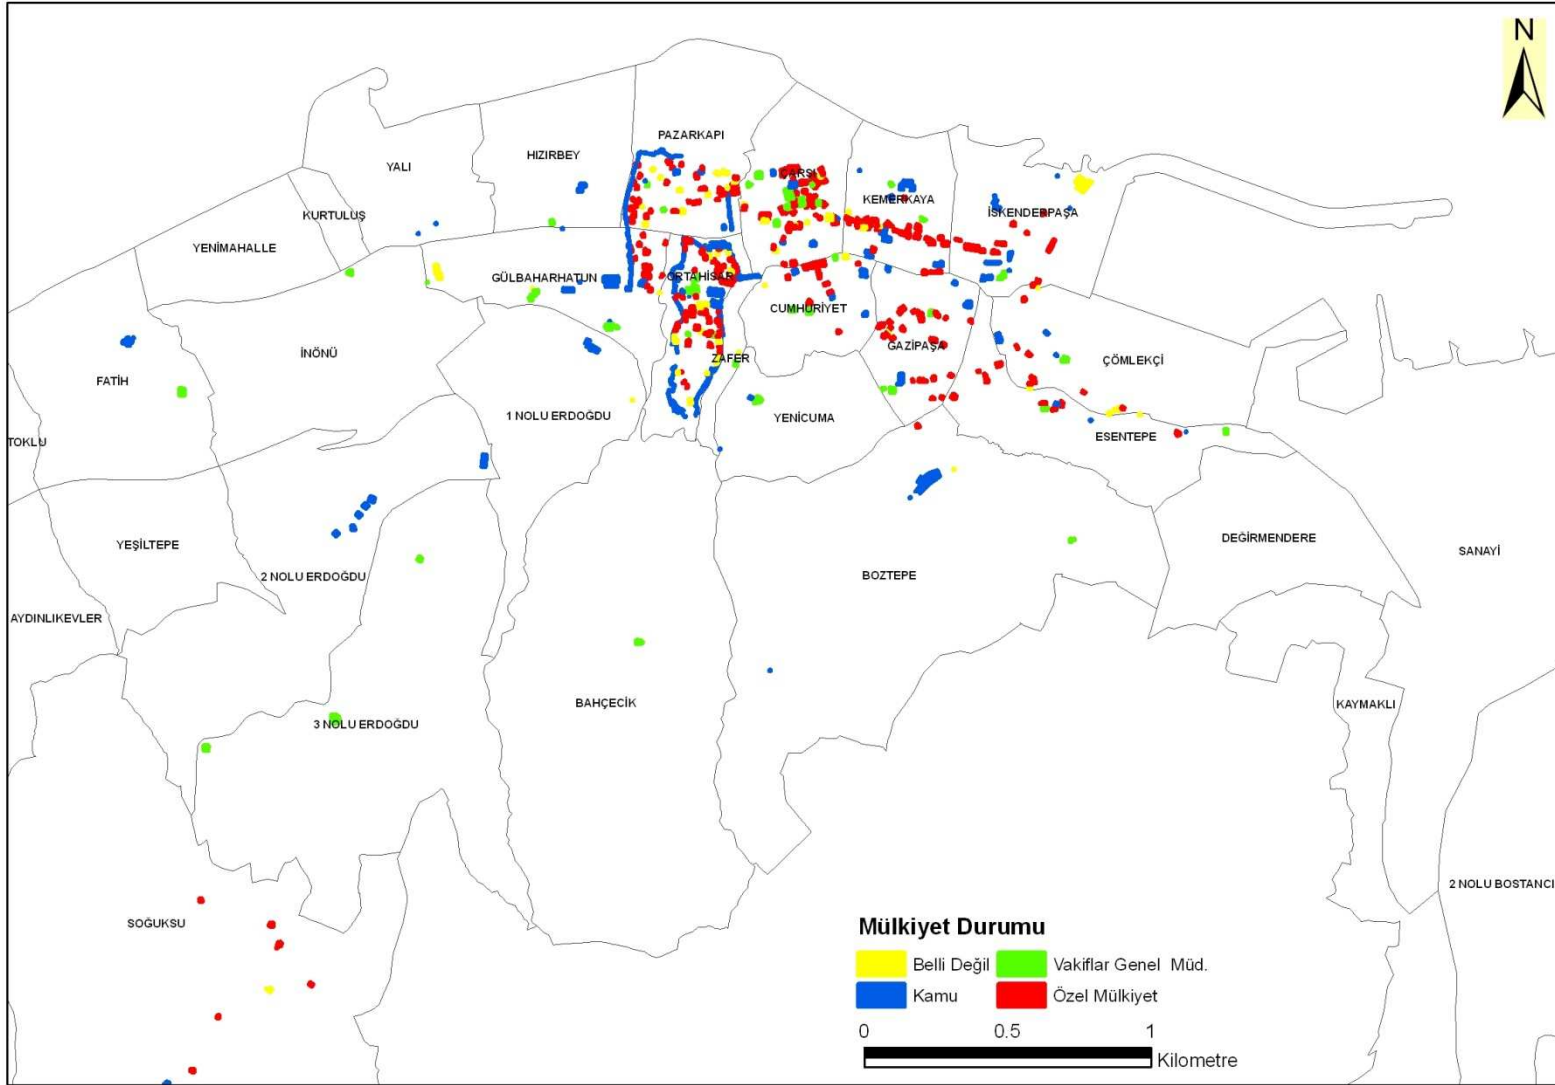 N
PAZARKAPI
HIZIRBEY
YALI
ÇARŞI
KEMERKAYA
İSKENDERPAŞA
KURTULUŞ
YENİMAHALLE
GÜLBAHARHATUN
ORTAHİSAR
CUMHURİYET
İNÖNÜ
GAZİPAŞA
ZAFER
ÇÖMLEKÇİ
FATİH
1 NOLU ERDOĞDU
YENİCUMA
ESENTEPE
TOKLU
DEĞİRMENDERE
YEŞİLTEPE
SANAYİ
2 NOLU ERDOĞDU
BOZTEPE
AYDINLIKEVLER
BAHÇECİK
KAYMAKLI
3 NOLU ERDOĞDU
2 NOLU BOSTANCI
SOĞUKSU
Mülkiyet Durumu
Belli Değil
Vakiflar Genel Müd.
Kamu
Özel Mülkiyet
0 0.5 1
Kilometre